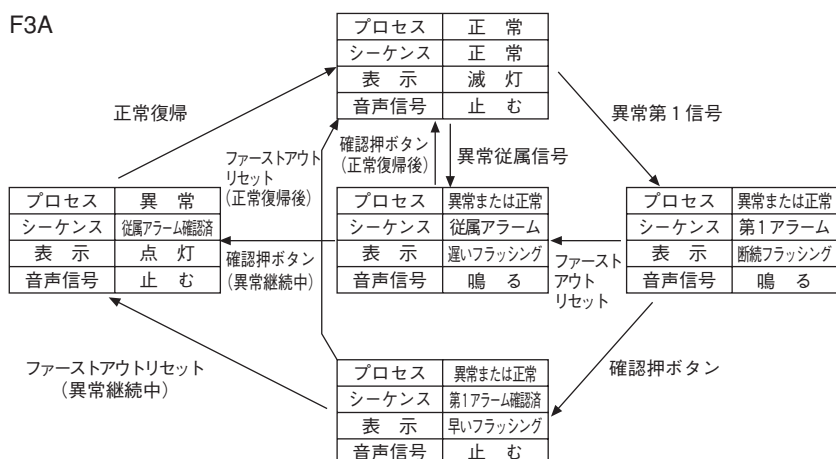 F3A
プロセス 正 常
シーケンス 正 常
表 示 滅 灯
音声信号 止 む
正常復帰
異常第1信号
ファーストアウト
リセット
(正常復帰後)
確認押ボタン
(正常復帰後)
異常従属信号
プロセス 異 常
シーケンス 従属アラーム確認済
表 示 点 灯
音声信号 止 む
確認押ボタン
(異常継続中)
プロセス 異常または正常
シーケンス 従属アラーム
表 示 遅いフラッシング
音声信号 鳴 る
ファースト
アウト
リセット
プロセス 異常または正常
シーケンス 第1アラーム
表 示 断続フラッシング
音声信号 鳴 る
ファーストアウトリセット
(異常継続中)
確認押ボタン
プロセス 異常または正常
シーケンス 第1アラーム確認済
表 示 早いフラッシング
音声信号 止 む